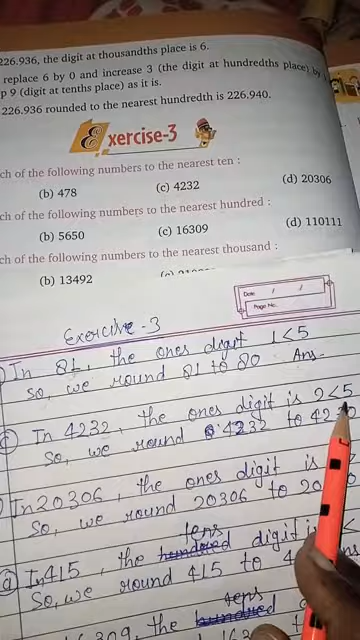 226.936, the digit at thousandths place is 6.
replace 6 by 0 and increase 3 (the digit at hundredths place) by
p 9 (digit at tenths place) as it is.
226.936 rounded to the nearest hundredth is 226.940.
Exercise-3
ch of the following numbers to the nearest ten :
(b) 478 (c) 4232 (d) 20306
ch of the following numbers to the nearest hundred :
(b) 5650 (c) 16309 (d) 110111
ch of the following numbers to the nearest thousand :
(b) 13492
Date / /
Page No.
Exercise-3
In 81, the ones digit 1<5
So, we round 81 to 80 Ans-
(c) In 4232, the ones digit is 2<5
So, we round 4232 to 42
In 20306, the ones digit is
So, we round 20306 to
tens
(a) In 415, the digit is
So, we round 415 to
tens